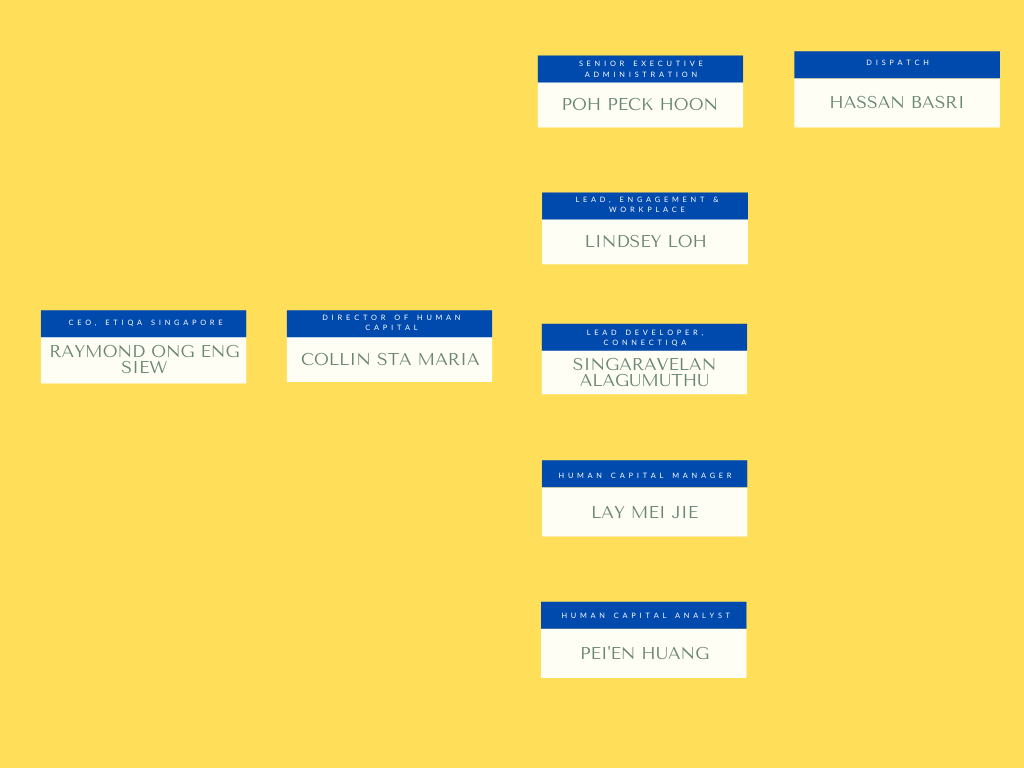 SENIOR EXECUTIVE
ADMINISTRATION
POH PECK HOON
DISPATCH
HASSAN BASRI
LEAD, ENGAGEMENT &
WORKPLACE
LINDSEY LOH
CEO, ETIQA SINGAPORE
RAYMOND ONG ENG
SIEW
DIRECTOR OF HUMAN
CAPITAL
COLLIN STA MARIA
LEAD DEVELOPER,
CONNECTIQA
SINGARAVELAN
ALAGUMUTHU
HUMAN CAPITAL MANAGER
LAY MEI JIE
HUMAN CAPITAL ANALYST
PEI'EN HUANG